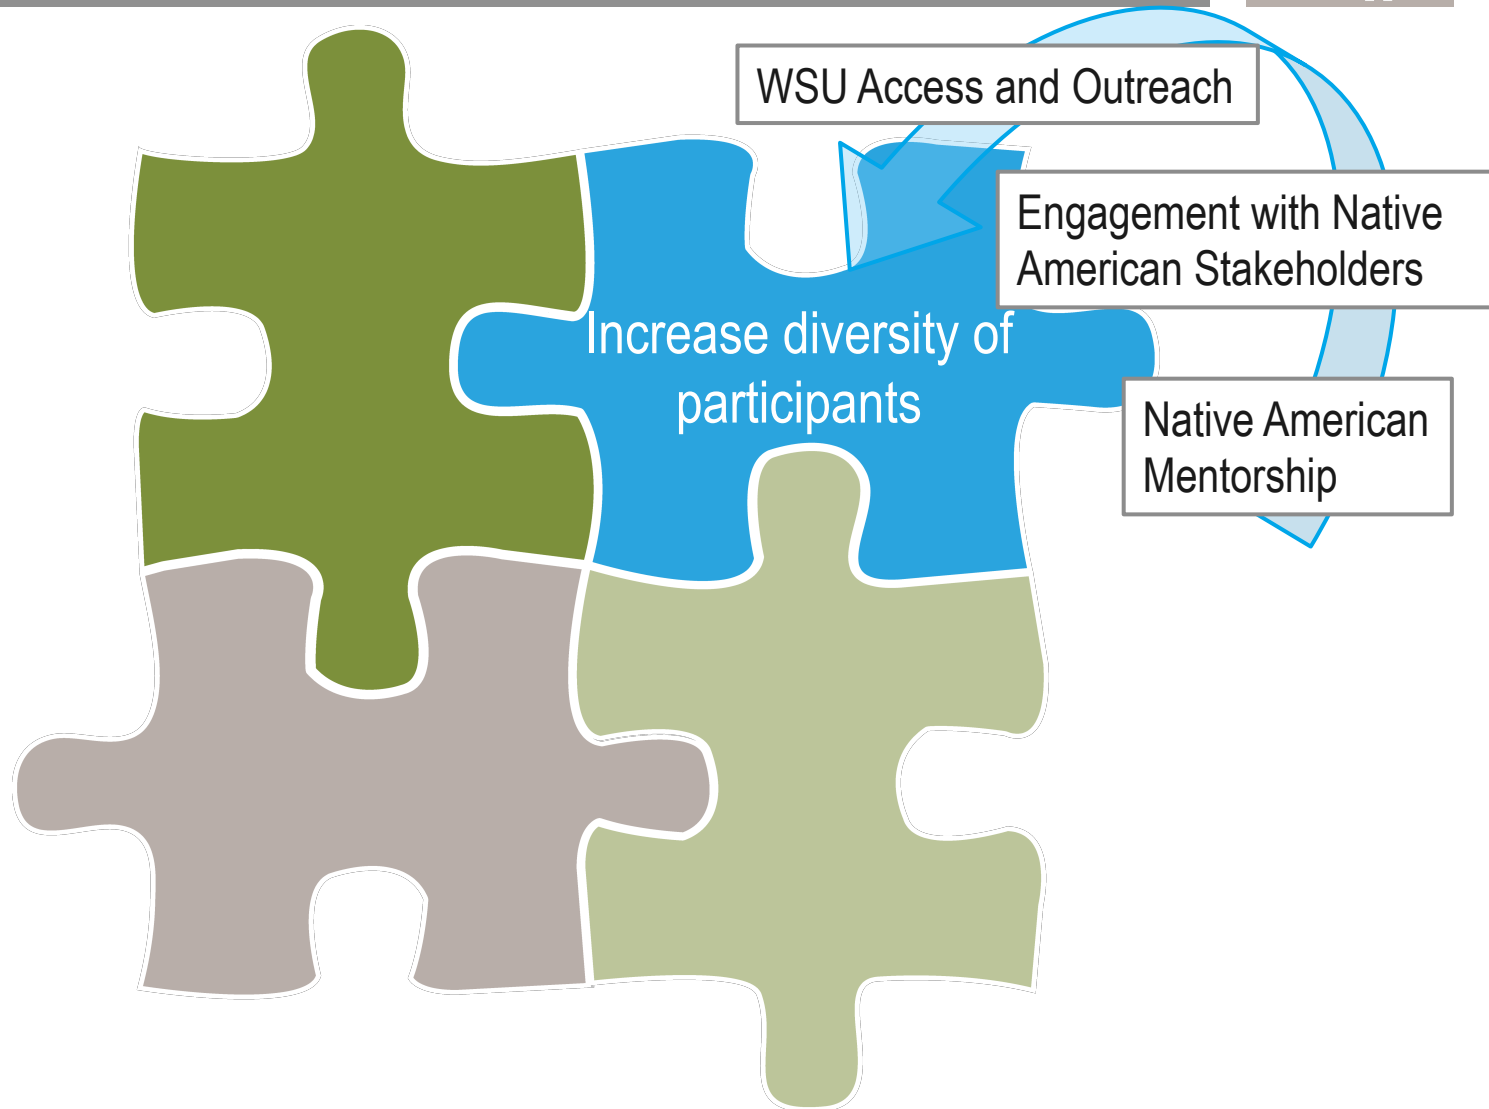 WSU Access and Outreach
Engagement with Native
American Stakeholders
Increase diversity of
participants
Native American
Mentorship